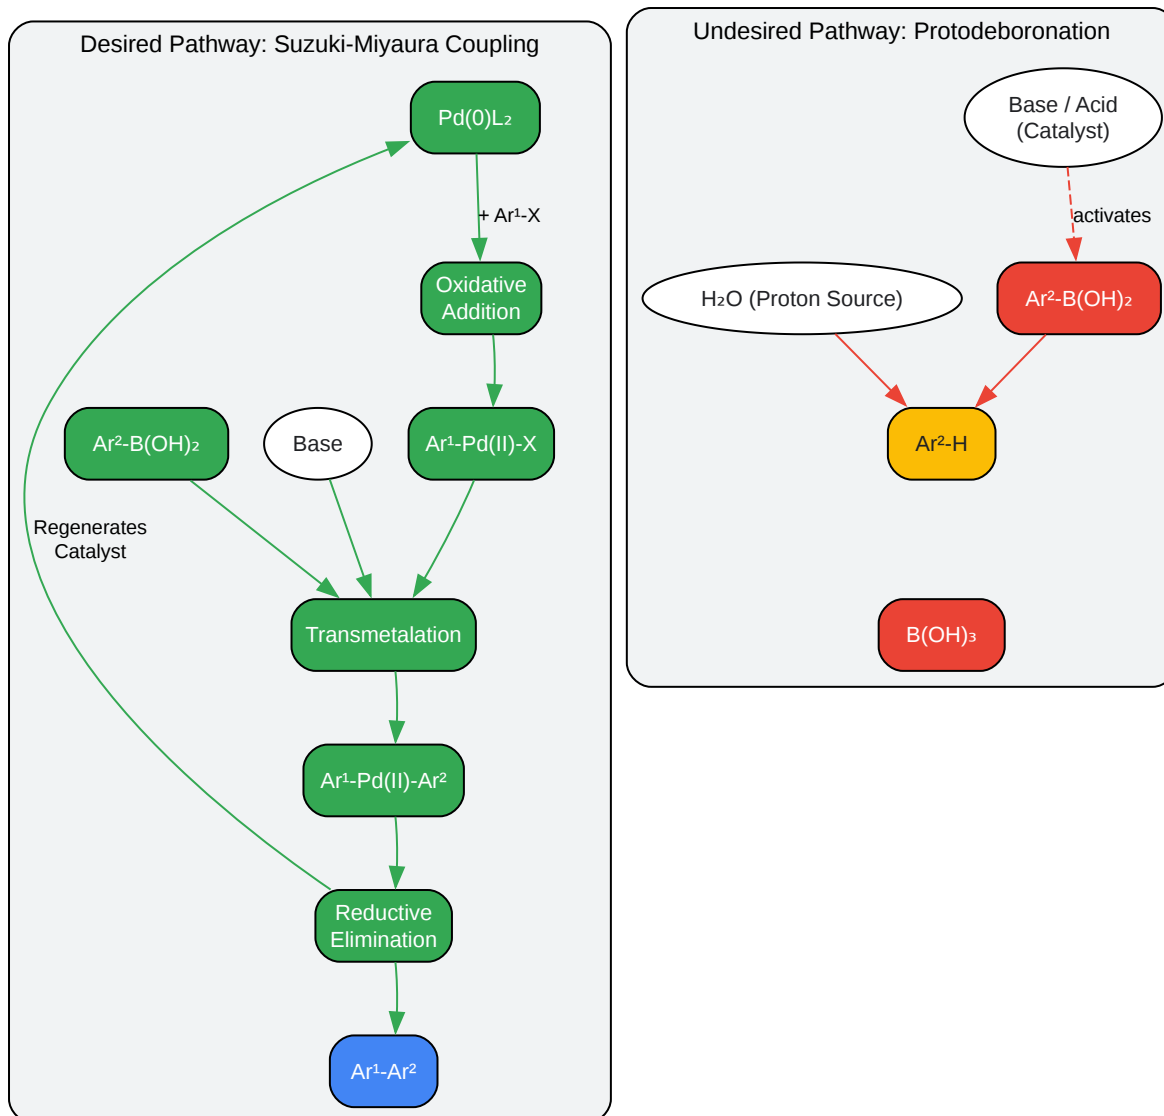 Desired Pathway: Suzuki-Miyaura Coupling
Pd(0)L₂
+ Ar¹-X
Oxidative
Addition
Ar²-B(OH)₂
Base
Ar¹-Pd(II)-X
Regenerates
Catalyst
Transmetalation
Ar¹-Pd(II)-Ar²
Reductive
Elimination
Ar¹-Ar²
Undesired Pathway: Protodeboronation
Base / Acid
(Catalyst)
activates
H₂O (Proton Source)
Ar²-B(OH)₂
Ar²-H
B(OH)₃